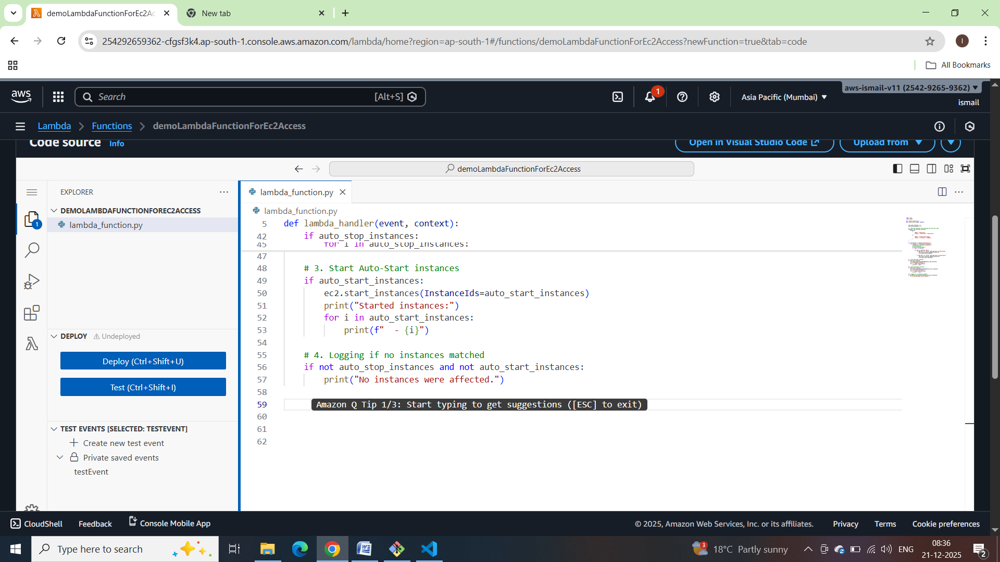 demoLambdaFunctionForEc2Ac
New tab
254292659362-cfgsf3k4.ap-south-1.console.aws.amazon.com/lambda/home?region=ap-south-1#/functions/demoLambdaFunctionForEc2Access?newFunction=true&tab=code
I
All Bookmarks
aws
Search
[Alt+S]
1
Asia Pacific (Mumbai)
aws-ismail-v11 (2542-9265-9362)
ismail
Lambda
Functions
demoLambdaFunctionForEc2Access
Code source
Info
Open in Visual Studio Code
Upload from
demoLambdaFunctionForEc2Access
EXPLORER
lambda_function.py
DEMOLAMBDAFUNCTIONFOREC2ACCESS
lambda_function.py
1
lambda_function.py
5 def lambda_handler(event, context):
42 if auto_stop_instances:
45 for i in auto_stop_instances:
47
48 # 3. Start Auto-Start instances
49 if auto_start_instances:
50 ec2.start_instances(InstanceIds=auto_start_instances)
51 print("Started instances:")
52 for i in auto_start_instances:
53 print(f"  - {i}")
54
55 # 4. Logging if no instances matched
56 if not auto_stop_instances and not auto_start_instances:
57 print("No instances were affected.")
58
59 Amazon Q Tip 1/3: Start typing to get suggestions ([ESC] to exit)
60
61
62
DEPLOY
Undeployed
Deploy (Ctrl+Shift+U)
Test (Ctrl+Shift+I)
TEST EVENTS [SELECTED: TESTEVENT]
Create new test event
Private saved events
testEvent
CloudShell
Feedback
Console Mobile App
© 2025, Amazon Web Services, Inc. or its affiliates.
Privacy
Terms
Cookie preferences
Type here to search
3
18°C Partly sunny
ENG
08:36
21-12-2025
2